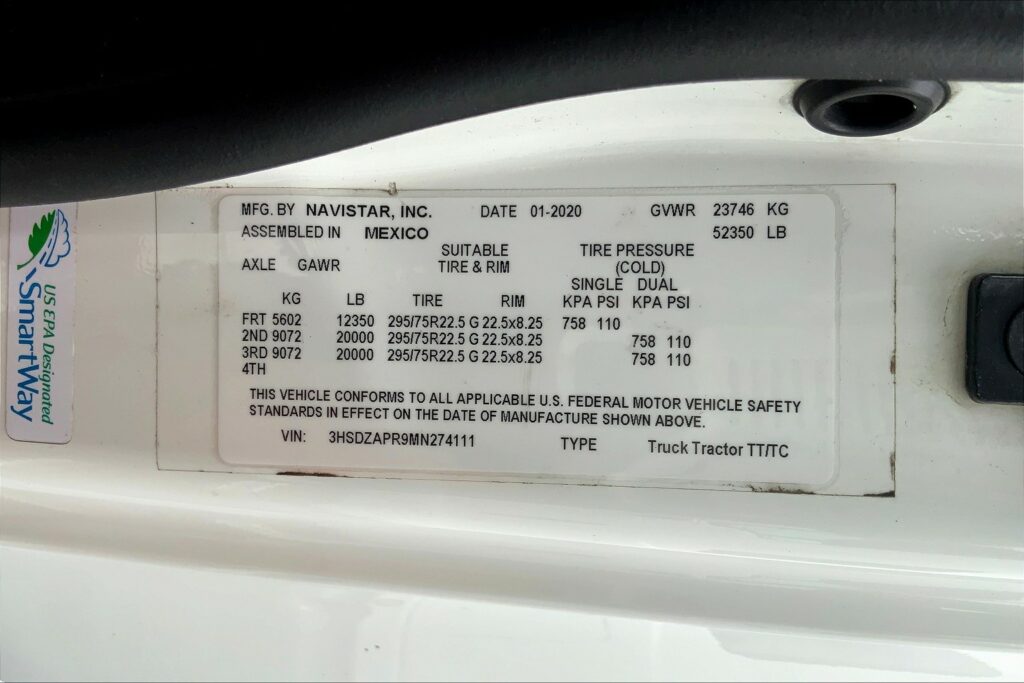 MFG. BY NAVISTAR, INC. DATE 01-2020 GVWR 23746 KG
ASSEMBLED IN MEXICO 52350 LB
SUITABLE TIRE PRESSURE
AXLE GAWR TIRE & RIM (COLD)
SINGLE DUAL
KG LB TIRE RIM KPA PSI KPA PSI
FRT 5602 12350 295/75R22.5 G 22.5x8.25 758 110
2ND 9072 20000 295/75R22.5 G 22.5x8.25 758 110
3RD 9072 20000 295/75R22.5 G 22.5x8.25 758 110
4TH
THIS VEHICLE CONFORMS TO ALL APPLICABLE U.S. FEDERAL MOTOR VEHICLE SAFETY
STANDARDS IN EFFECT ON THE DATE OF MANUFACTURE SHOWN ABOVE.
VIN: 3HSDZAPR9MN274111 TYPE Truck Tractor TT/TC
US EPA Designated
SmartWay